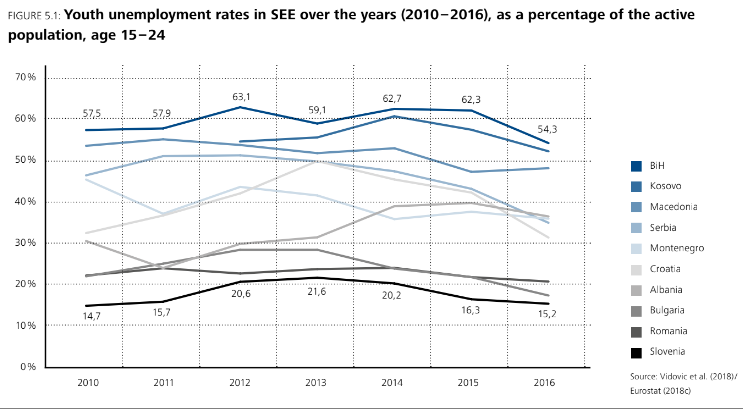 FIGURE 5.1: Youth unemployment rates in SEE over the years (2010–2016), as a percentage of the active
population, age 15–24
70%
60%
50%
40%
30%
20%
10%
0%
57,5
57,9
63,1
59,1
62,7
62,3
54,3
14,7
15,7
20,6
21,6
20,2
16,3
15,2
2010
2011
2012
2013
2014
2015
2016
BiH
Kosovo
Macedonia
Serbia
Montenegro
Croatia
Albania
Bulgaria
Romania
Slovenia
Source: Vidovic et al. (2018)/
Eurostat (2018c)